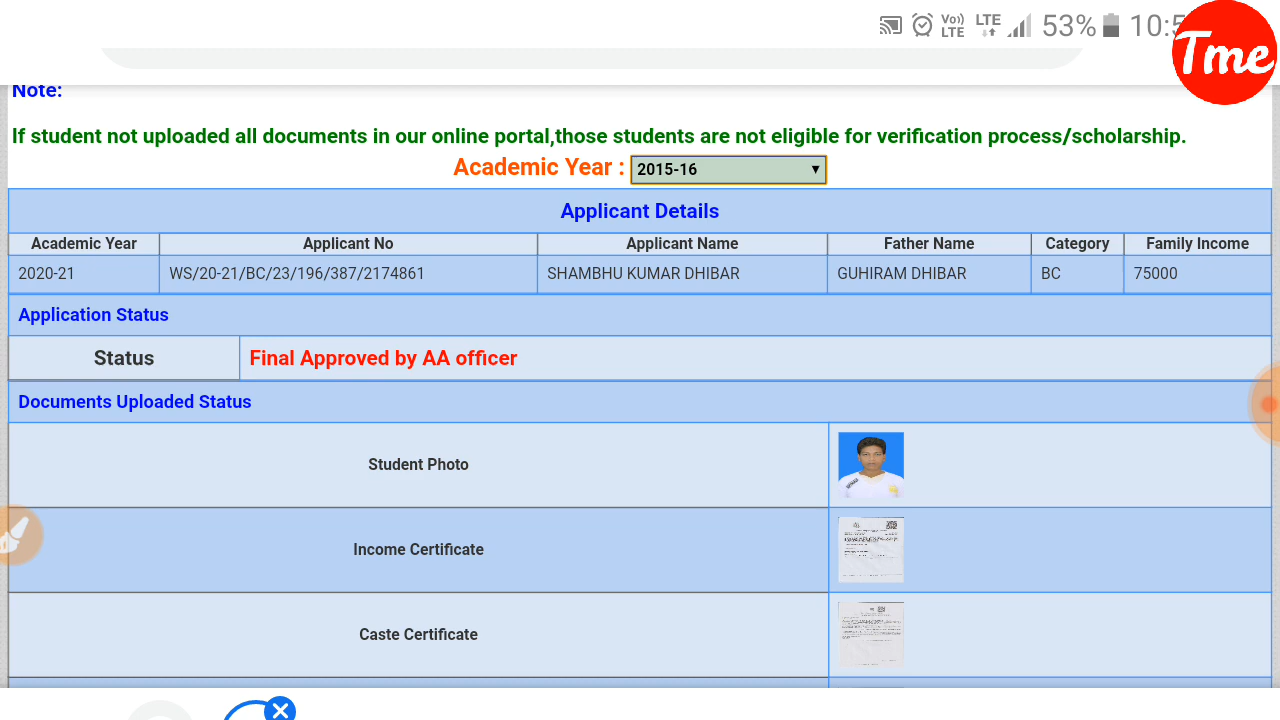 Vo)) LTE LTE 53% 10:5
Tme
Note:
If student not uploaded all documents in our online portal,those students are not eligible for verification process/scholarship.
Academic Year : 2015-16
Applicant Details
Academic Year Applicant No Applicant Name Father Name Category Family Income
2020-21 WS/20-21/BC/23/196/387/2174861 SHAMBHU KUMAR DHIBAR GUHIRAM DHIBAR BC 75000
Application Status
Status Final Approved by AA officer
Documents Uploaded Status
Student Photo
Income Certificate
Caste Certificate